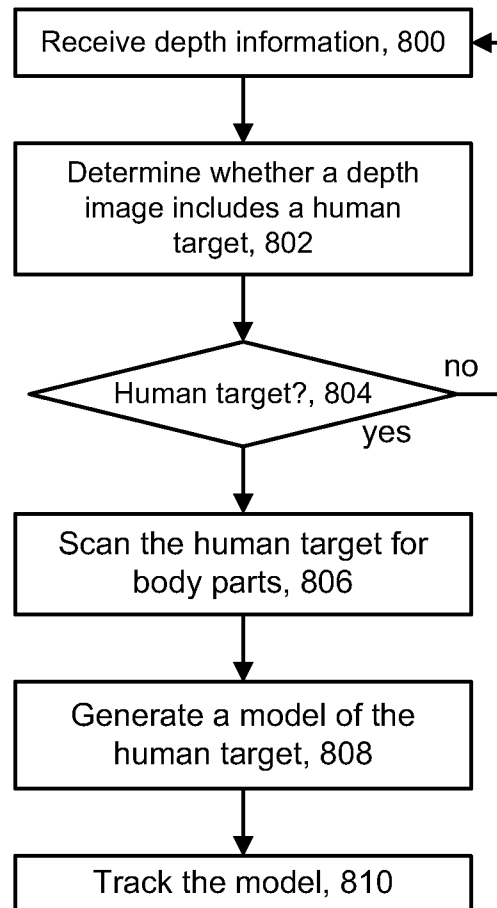 Receive depth information, 800
Determine whether a depth
image includes a human
target, 802
Human target?, 804
no
yes
Scan the human target for
body parts, 806
Generate a model of the
human target, 808
Track the model, 810